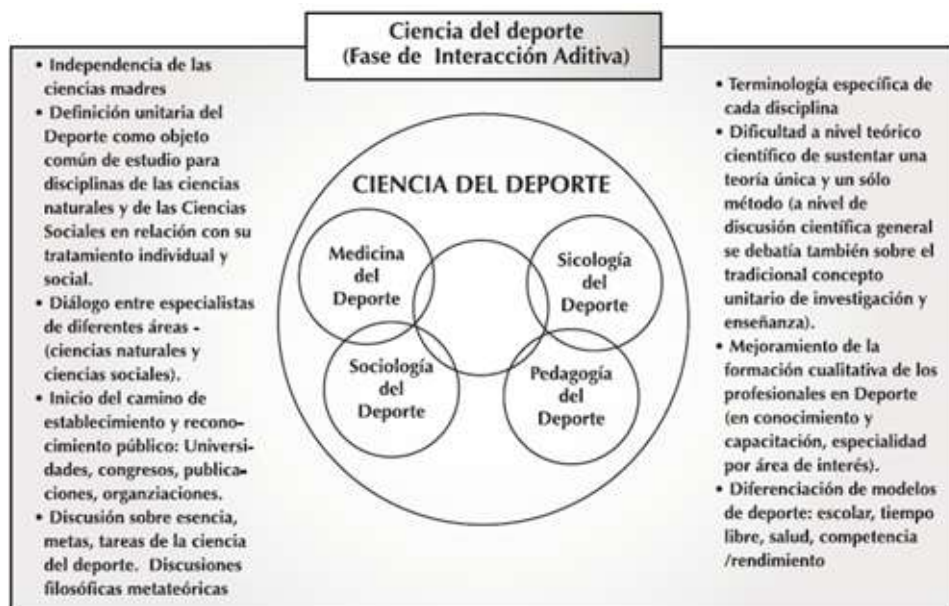 Ciencia del deporte
(Fase de Interacción Aditiva)
• Independencia de las
ciencias madres
• Definición unitaria del
Deporte como objeto
común de estudio para
disciplinas de las ciencias
naturales y de las Ciencias
Sociales en relación con su
tratamiento individual y
social.
• Diálogo entre especialistas
de diferentes áreas -
(ciencias naturales y
ciencias sociales).
• Inicio del camino de
establecimiento y recono-
cimiento público: Universi-
dades, congresos, publica-
ciones, organziaciones.
• Discusión sobre esencia,
metas, tareas de la ciencia
del deporte. Discusiones
filosóficas metateóricas
CIENCIA DEL DEPORTE
Medicina
del
Deporte
Sicología
del
Deporte
Sociología
del
Deporte
Pedagogía
del
Deporte
• Terminología específica de
cada disciplina
• Dificultad a nivel teórico
científico de sustentar una
teoría única y un sólo
método (a nivel de
discusión científica general
se debatía también sobre el
tradicional concepto
unitario de investigación y
enseñanza).
• Mejoramiento de la
formación cualitativa de los
profesionales en Deporte
(en conocimiento y
capacitación, especialidad
por área de interés).
• Diferenciación de modelos
de deporte: escolar, tiempo
libre, salud, competencia
/rendimiento